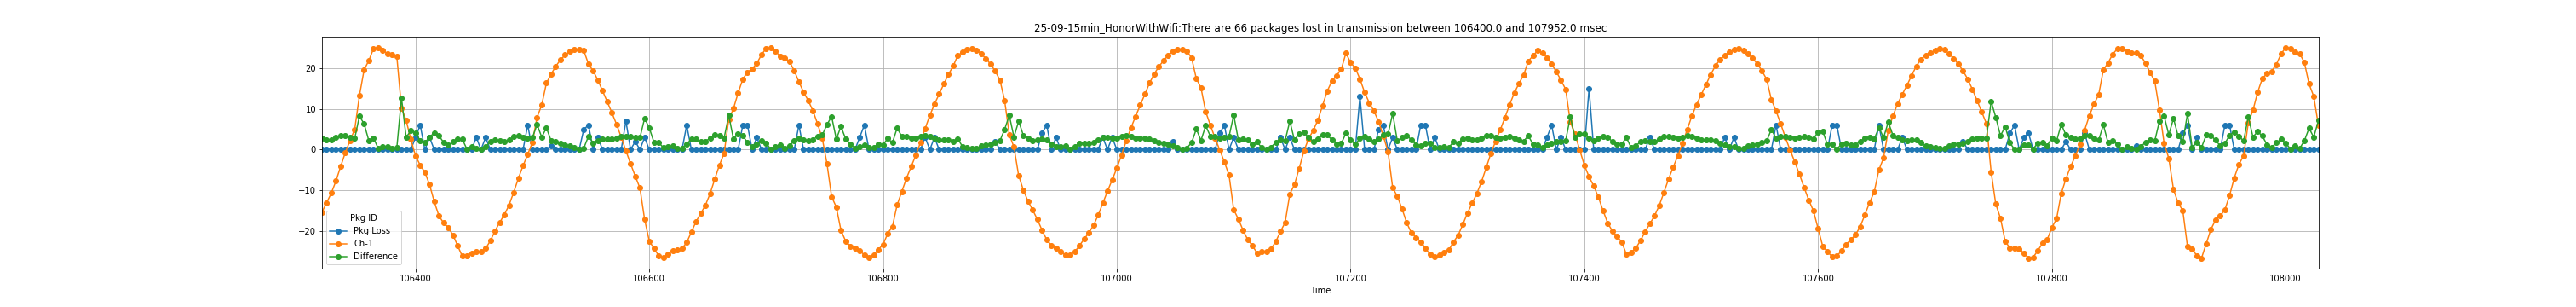 25-09-15min_HonorWithWifi:There are 66 packages lost in transmission between 106400.0 and 107952.0 msec
20
10
0
−10
−20
Pkg ID
Pkg Loss
Ch-1
Difference
106400 106600 106800 107000 107200 107400 107600 107800 108000
Time